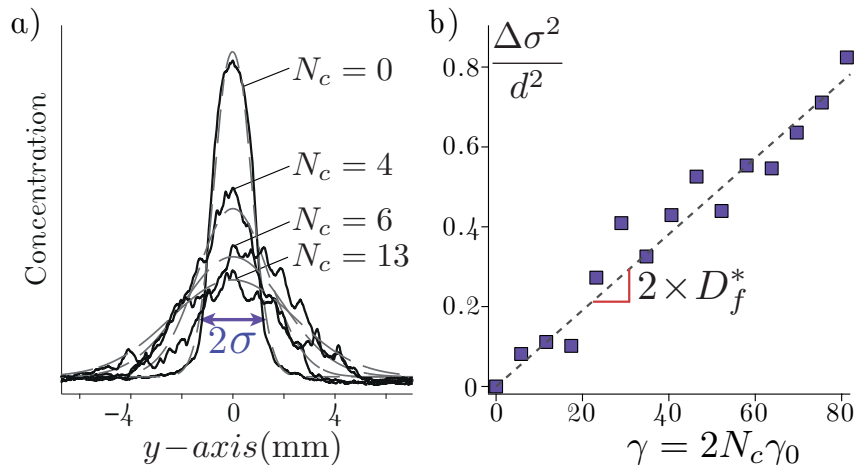 a)
Concentration
N_c = 0
N_c = 4
N_c = 6
N_c = 13
2σ
−4 0 4
y−axis(mm)
b)
Δσ²/d²
0.8
0.6
0.4
0.2
0
2 × D_f^*
0 20 40 60 80
γ = 2N_cγ_0